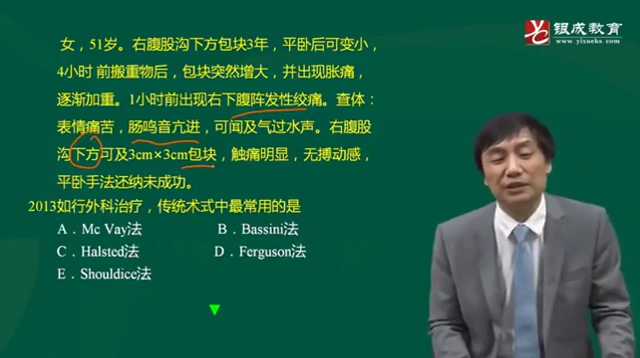 银成教育
www.yixueks.com
女，51岁。右腹股沟下方包块3年，平卧后可变小，
4小时 前搬重物后，包块突然增大，并出现胀痛，
逐渐加重。1小时前出现右下腹阵发性绞痛。查体：
表情痛苦，肠鸣音亢进，可闻及气过水声。右腹股
沟下方可及3cm×3cm包块，触痛明显，无搏动感，
平卧手法还纳未成功。
2013如行外科治疗，传统术式中最常用的是
A．Mc Vay法
B．Bassini法
C．Halsted法
D．Ferguson法
E．Shouldice法